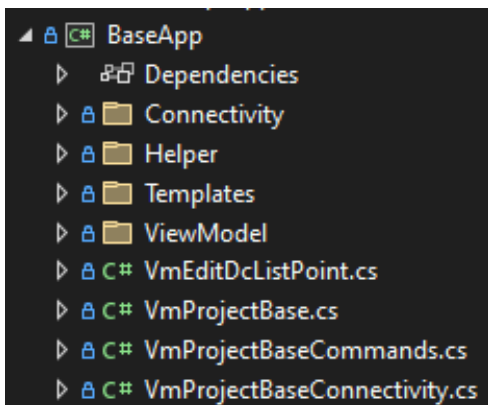 C# BaseApp
Dependencies
Connectivity
Helper
Templates
ViewModel
C# VmEditDcListPoint.cs
C# VmProjectBase.cs
C# VmProjectBaseCommands.cs
C# VmProjectBaseConnectivity.cs